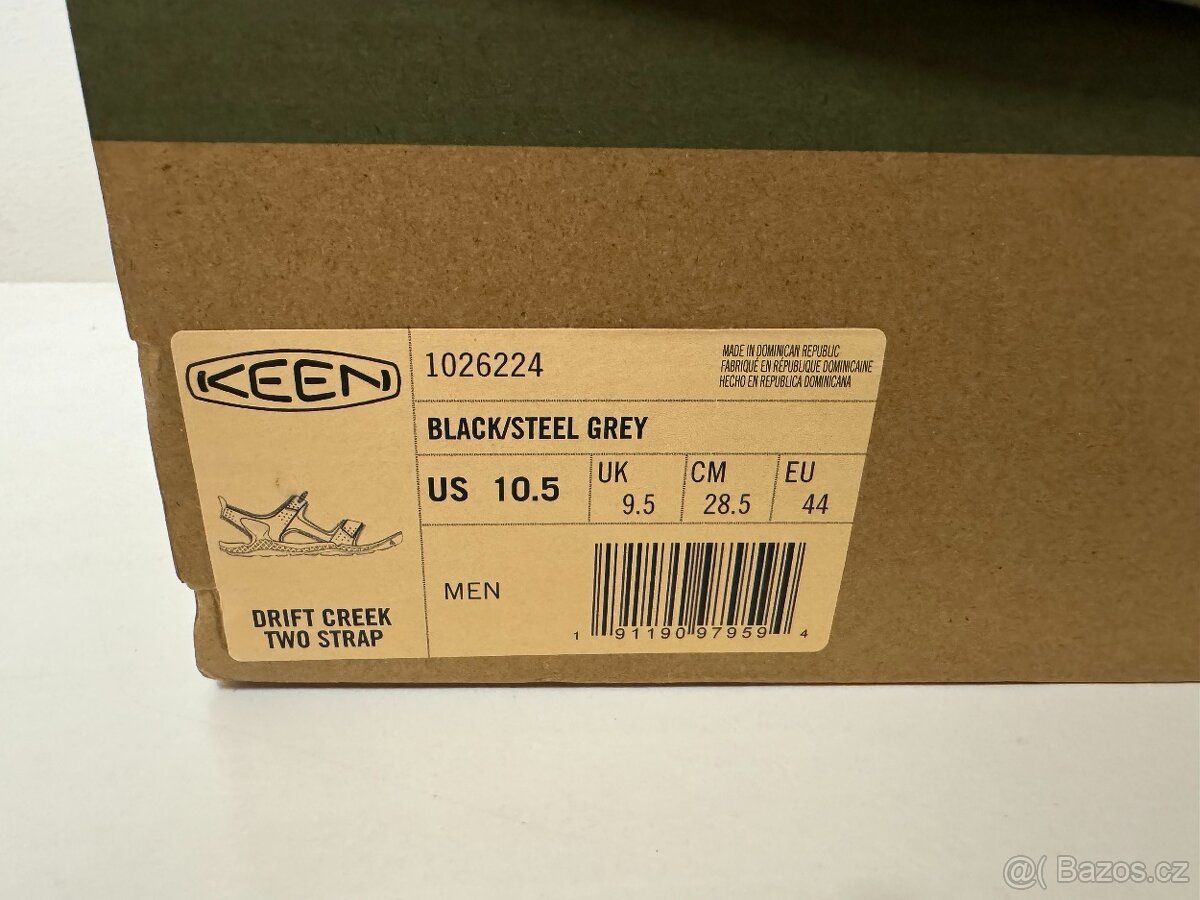 KEEN
1026224
MADE IN DOMINICAN REPUBLIC
FABRIQUÉ EN RÉPUBLIQUE DOMINICAINE
HECHO EN REPUBLICA DOMINICANA
BLACK/STEEL GREY
US 10.5
UK 9.5
CM 28.5
EU 44
MEN
DRIFT CREEK
TWO STRAP
1 91190 97959 4
@( Bazos.cz